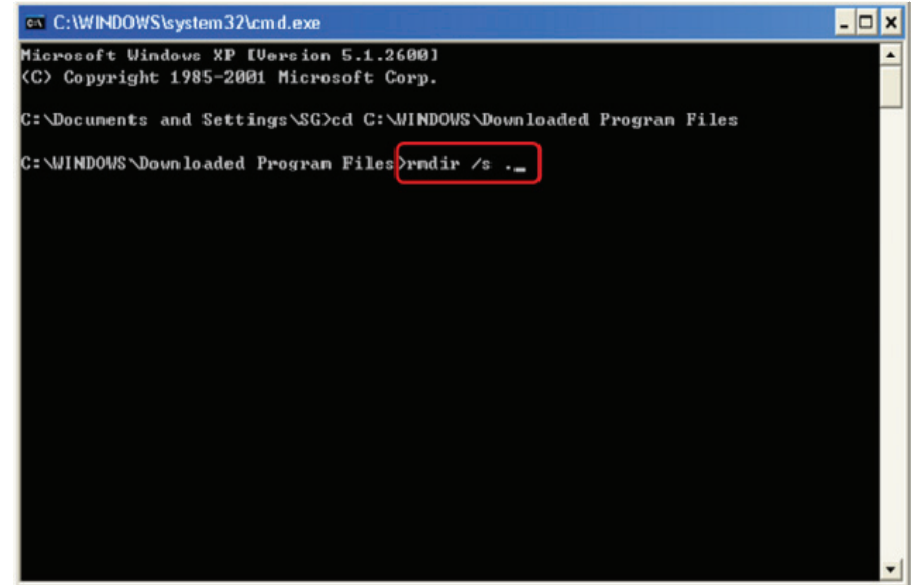 C:\WINDOWS\system32\cmd.exe
Microsoft Windows XP [Version 5.1.2600]
(C) Copyright 1985-2001 Microsoft Corp.
C:\Documents and Settings\SG>cd C:\WINDOWS\Downloaded Program Files
C:\WINDOWS\Downloaded Program Files>rmdir /s ._